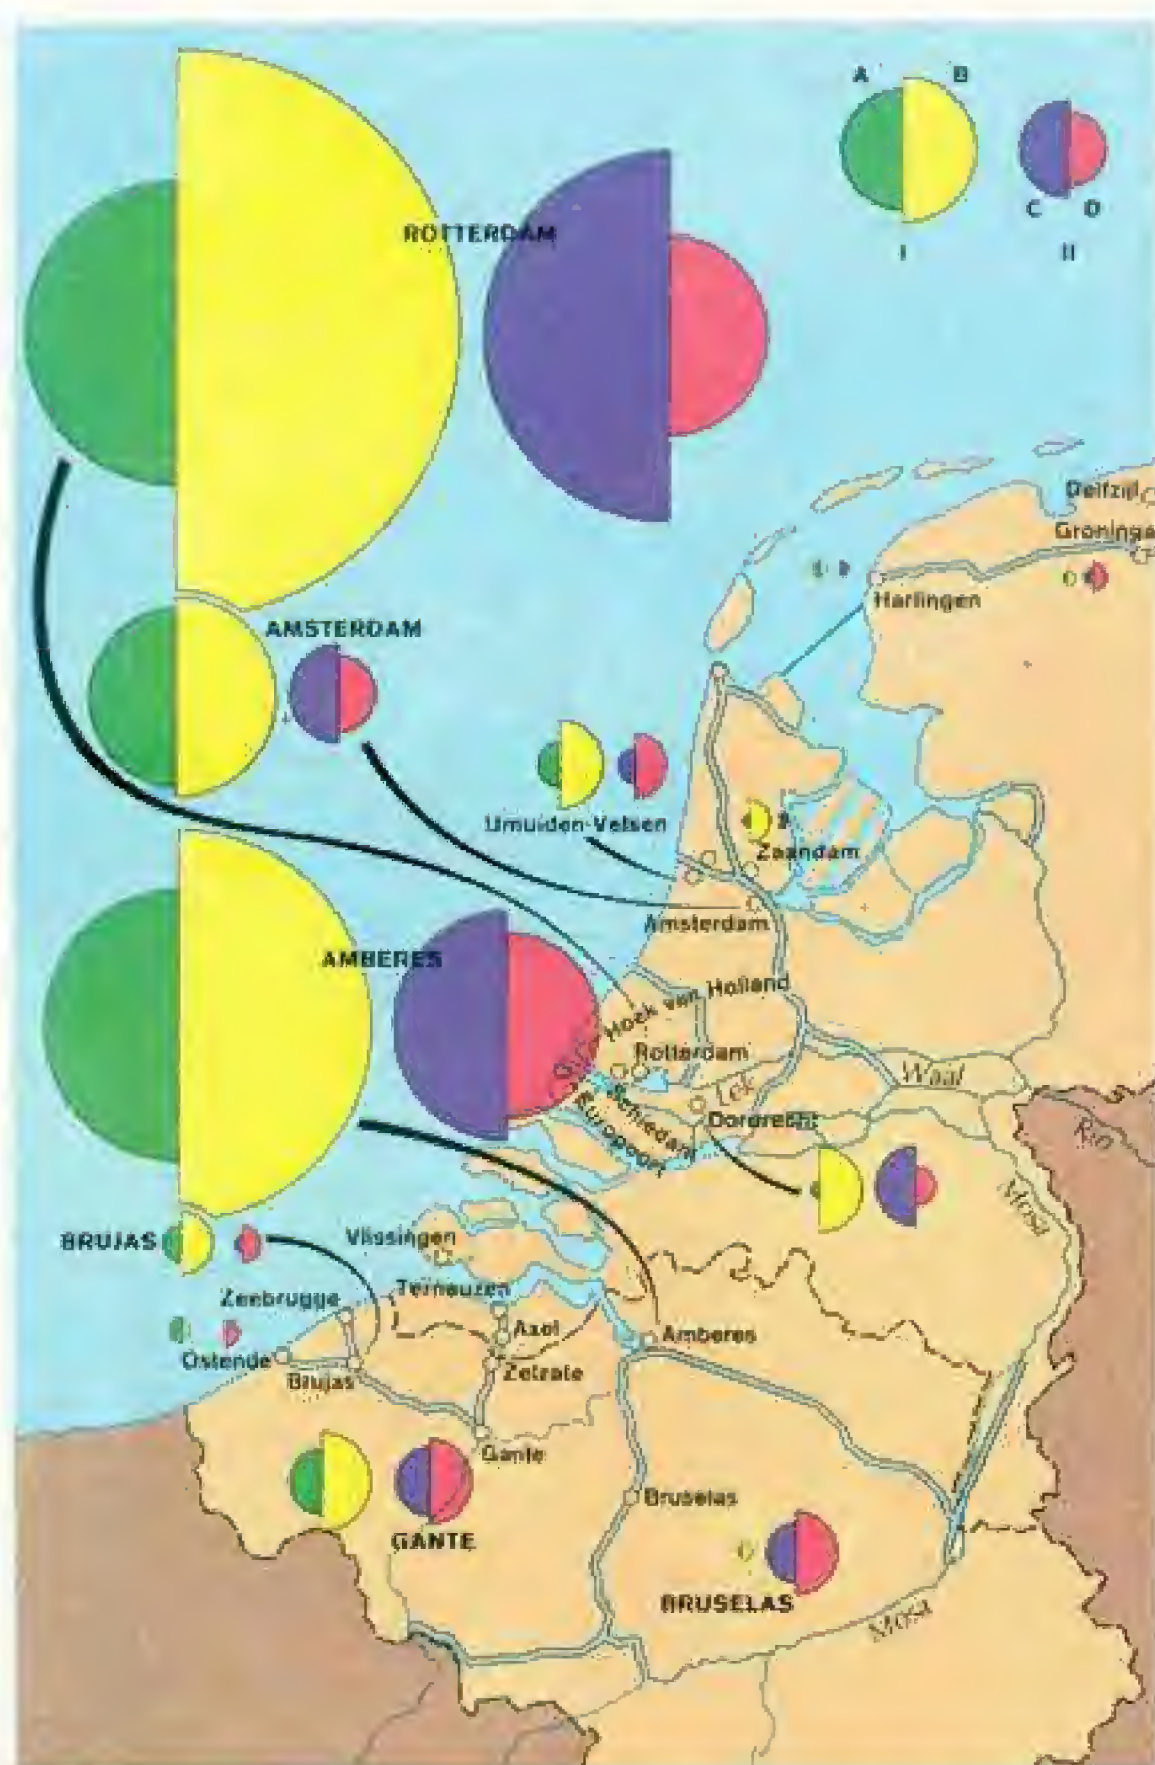 A B
C D
I II
ROTTERDAM
Delfzijl
Groninga
Harlingen
AMSTERDAM
IJmuiden-Velsen
Zaandam
Amsterdam
AMBERES
Hoek van Holland
Rotterdam
Waal
Lek
Schiedam
Dordrecht
Europoort
Rin
Mosa
BRUJAS
Vlissingen
Zeebrugge
Terneuzen
Axel
Amberes
Ostende
Brujas
Zelzate
Gante
Bruselas
GANTE
BRUSELAS
Mosa